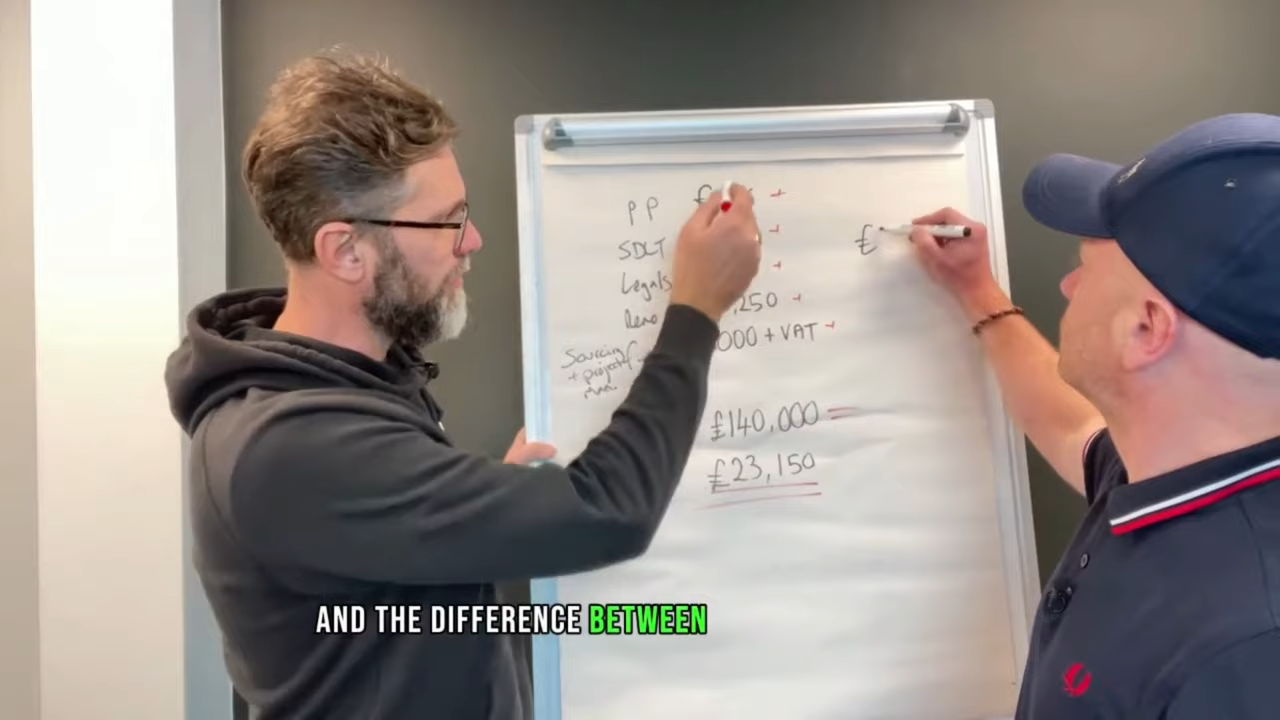 PP £
SDLT
Legals
Reno ,250
000 + VAT
Sourcing
+ project
man.
£140,000
£23,150
£
AND THE DIFFERENCE BETWEEN